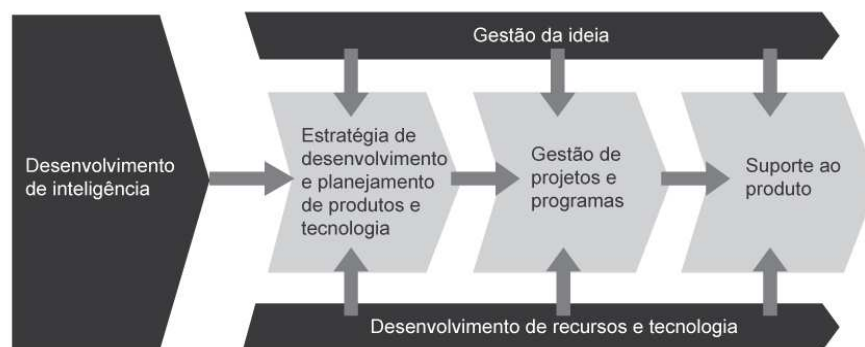 Gestão da ideia
Desenvolvimento
de inteligência
Estratégia de
desenvolvimento
e planejamento
de produtos e
tecnologia
Gestão de
projetos e
programas
Suporte ao
produto
Desenvolvimento de recursos e tecnologia